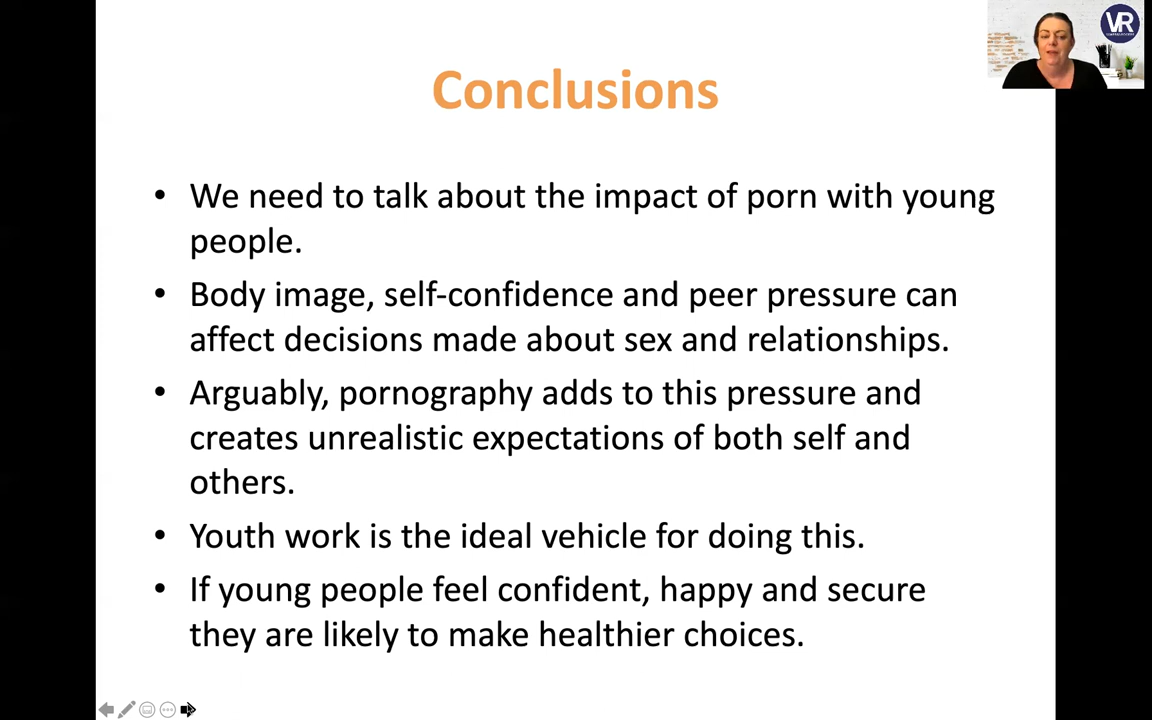 VR
Conclusions
• We need to talk about the impact of porn with young
people.
• Body image, self-confidence and peer pressure can
affect decisions made about sex and relationships.
• Arguably, pornography adds to this pressure and
creates unrealistic expectations of both self and
others.
• Youth work is the ideal vehicle for doing this.
• If young people feel confident, happy and secure
they are likely to make healthier choices.